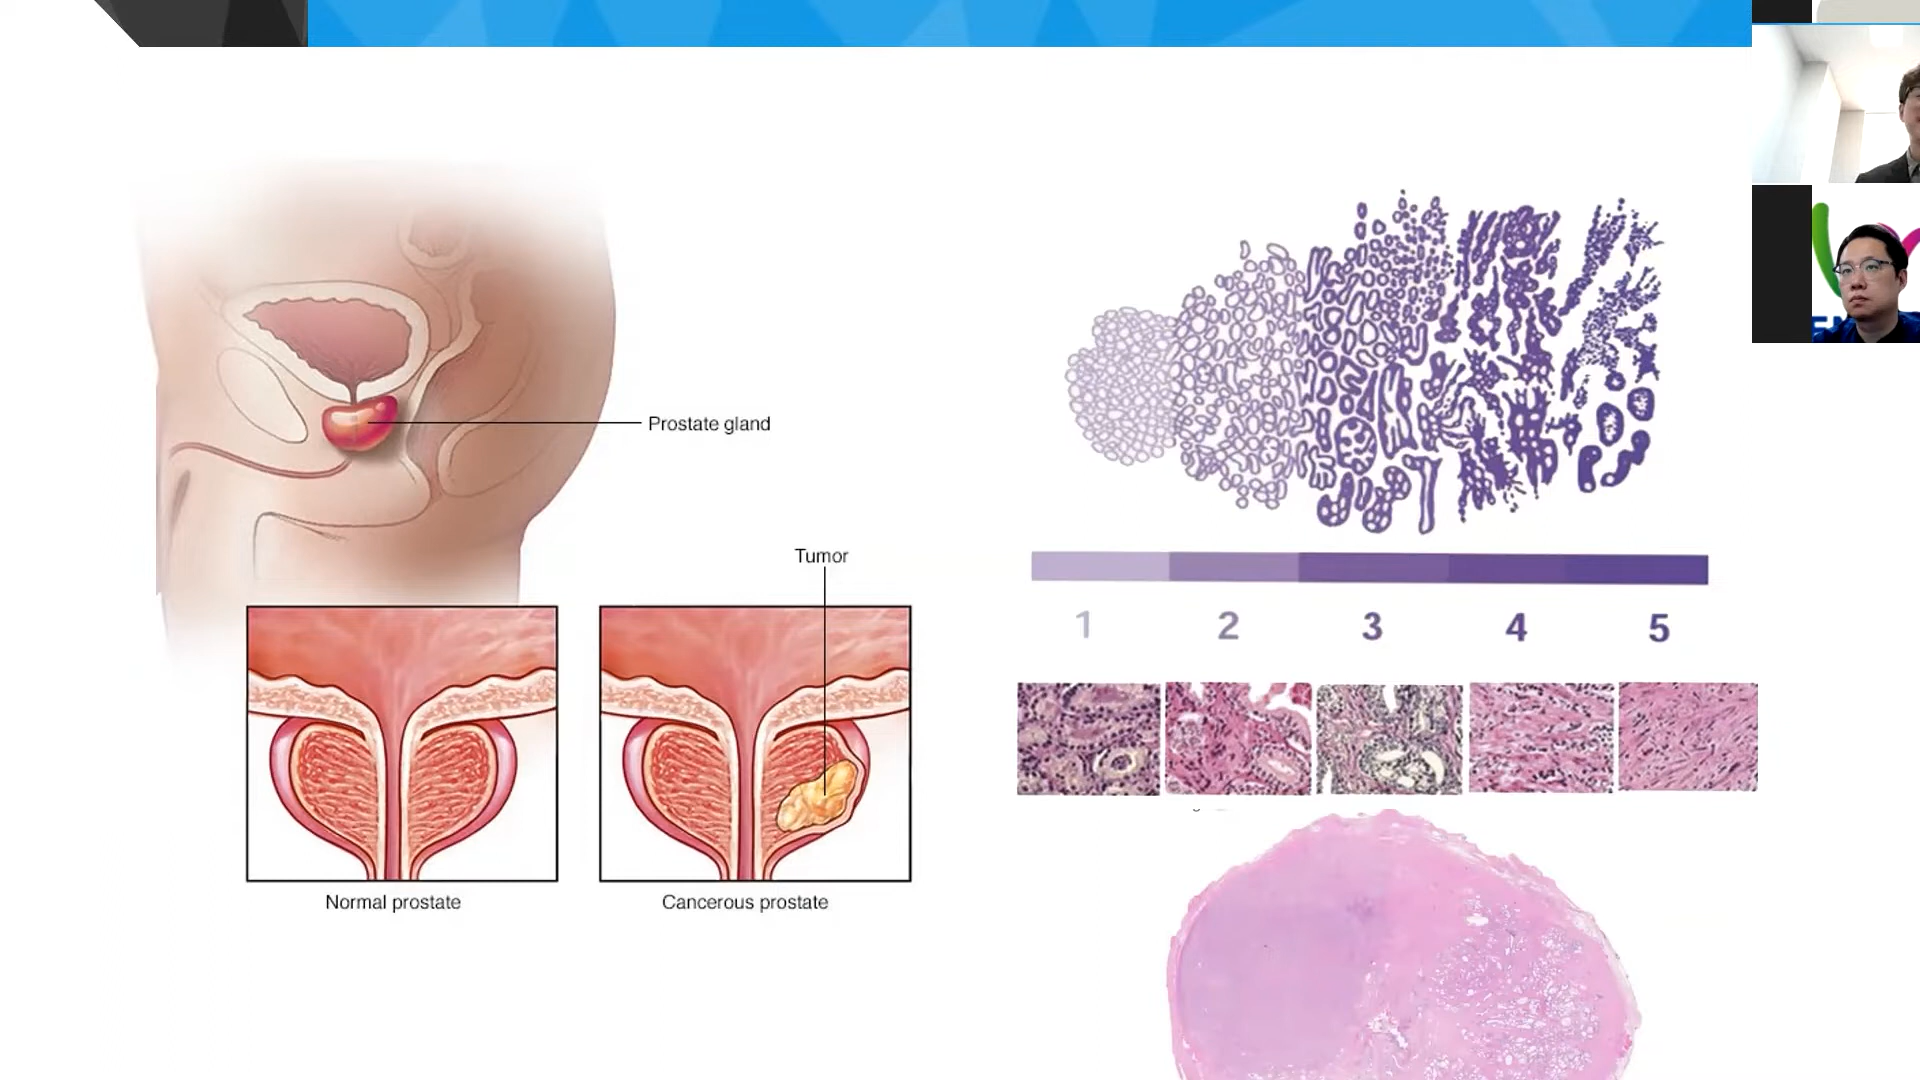 Prostate gland
Tumor
Normal prostate
Cancerous prostate
1 2 3 4 5